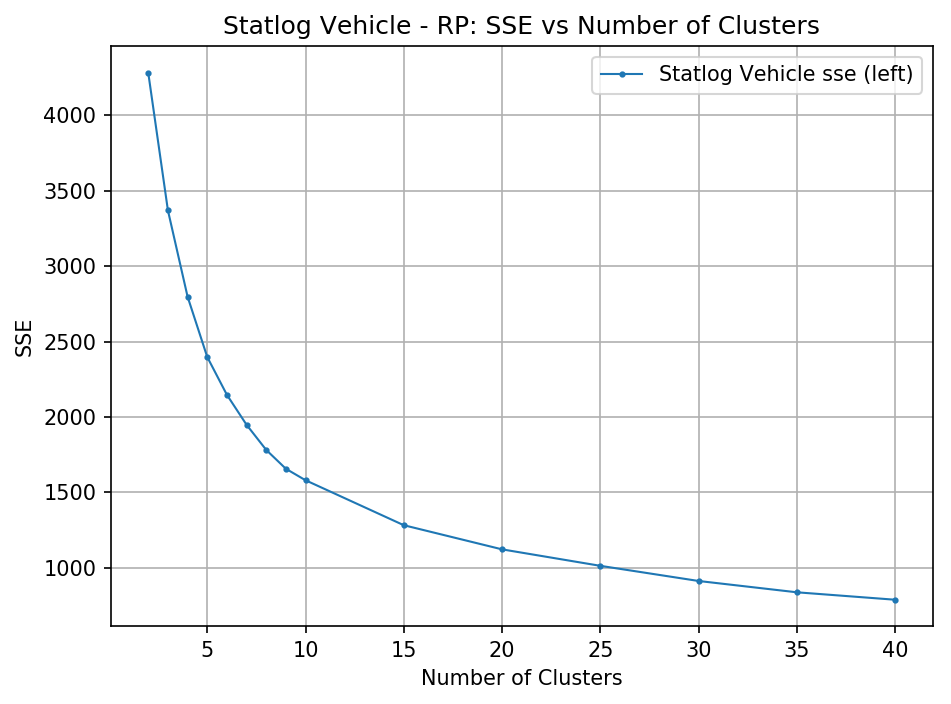 Statlog Vehicle - RP: SSE vs Number of Clusters
Statlog Vehicle sse (left)
SSE
4000
3500
3000
2500
2000
1500
1000
5 10 15 20 25 30 35 40
Number of Clusters